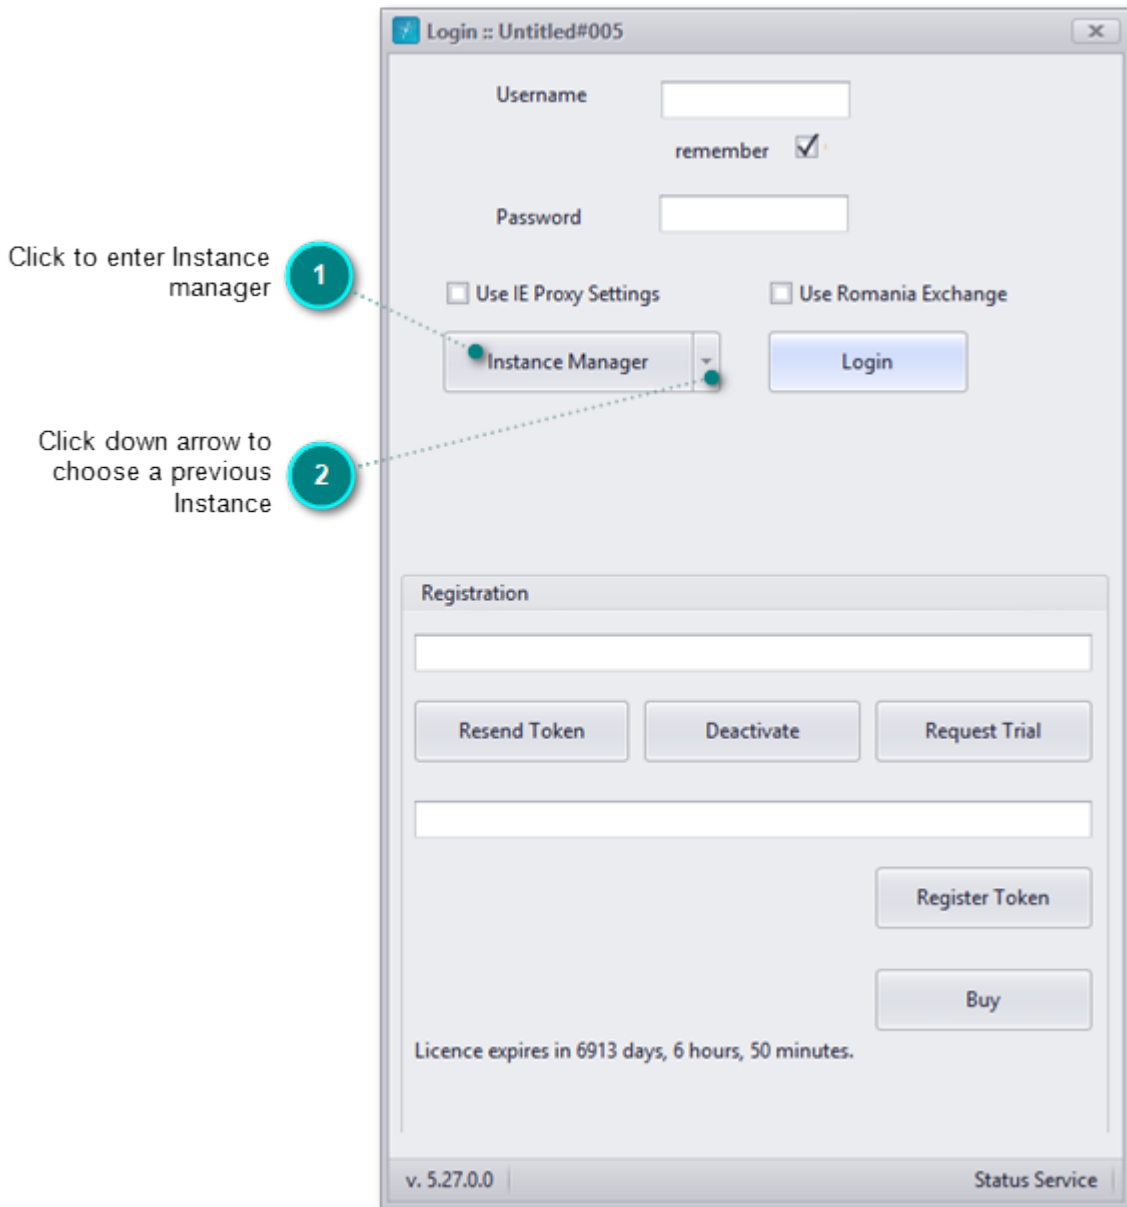 Login :: Untitled#005
Username
remember
Password
Click to enter Instance
manager
1
Use IE Proxy Settings
Use Romania Exchange
Instance Manager
Login
Click down arrow to
choose a previous
Instance
2
Registration
Resend Token
Deactivate
Request Trial
Register Token
Buy
Licence expires in 6913 days, 6 hours, 50 minutes.
v. 5.27.0.0
Status Service